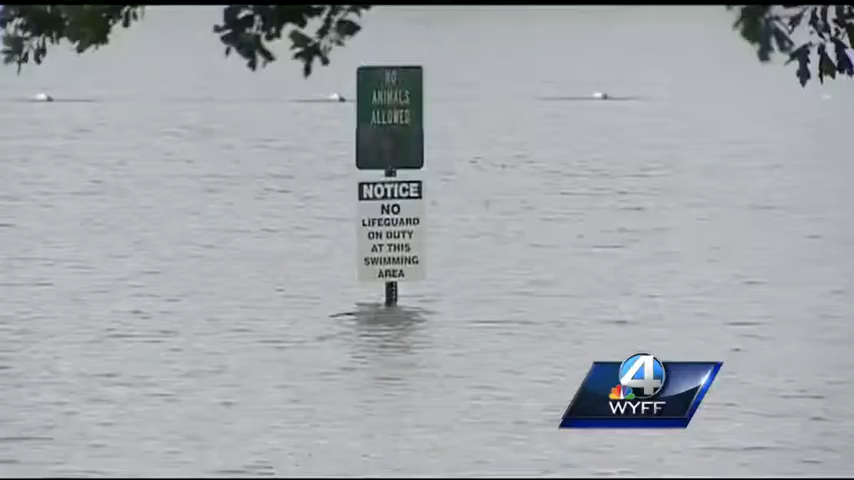 NO
ANIMALS
ALLOWED
NOTICE
NO
LIFEGUARD
ON DUTY
AT THIS
SWIMMING
AREA
4
WYFF